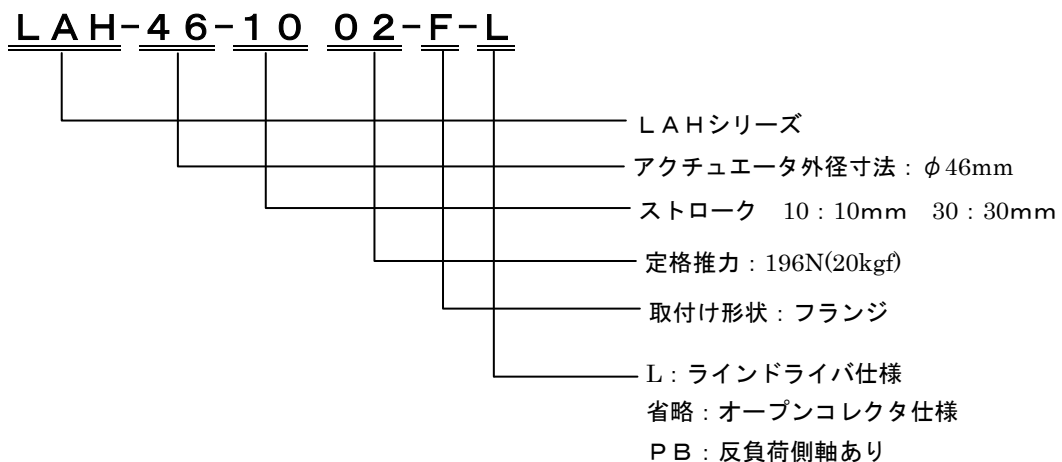 ＬＡＨ-４６-１０ ０２-Ｆ-Ｌ
ＬＡＨシリーズ
アクチュエータ外径寸法：φ46mm
ストローク　10：10mm　30：30mm
定格推力：196N(20kgf)
取付け形状：フランジ
L：ラインドライバ仕様
省略：オープンコレクタ仕様
ＰＢ：反負荷側軸あり